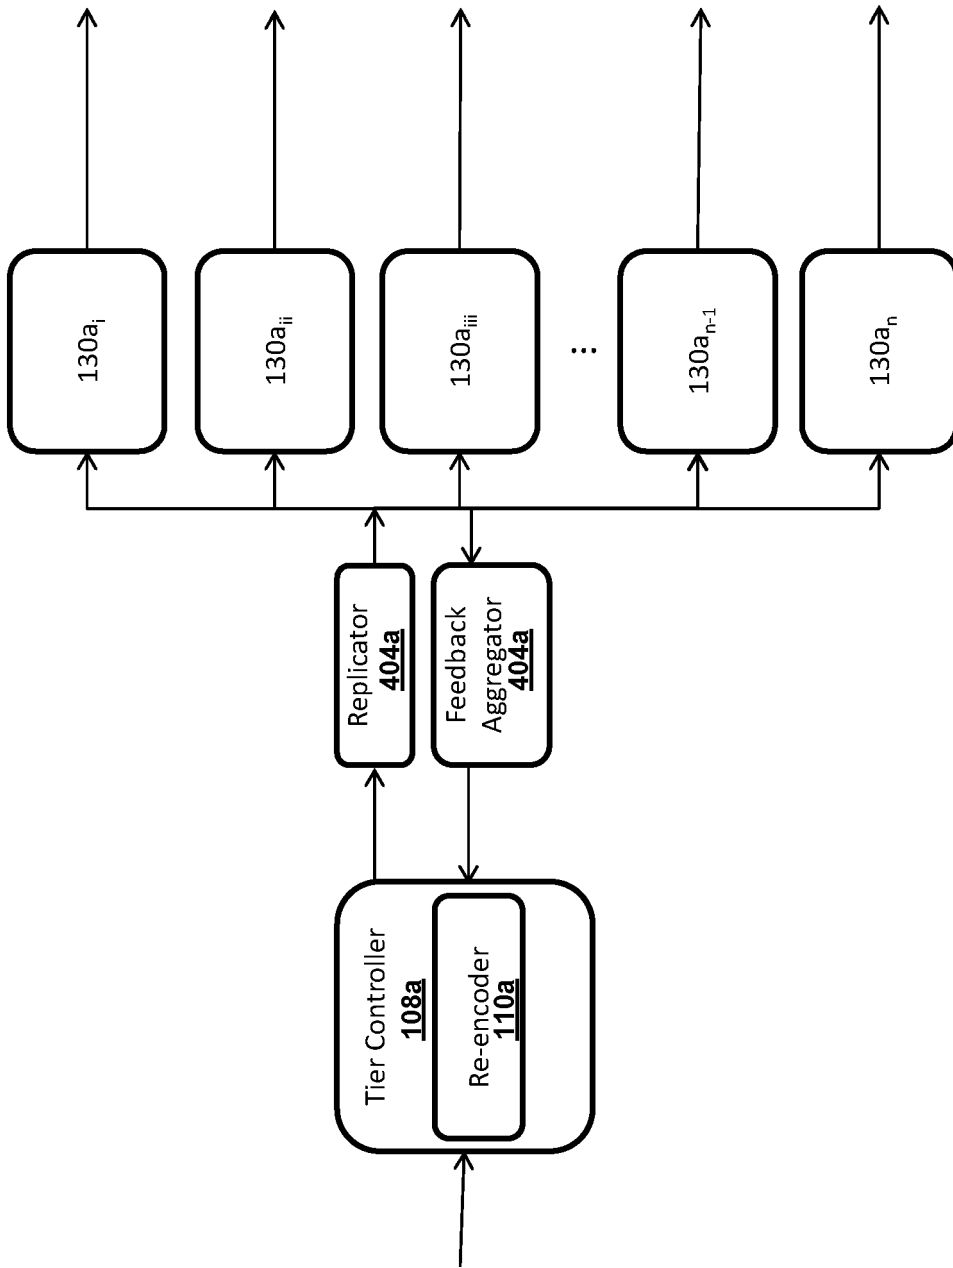 Tier Controller
108a
Re-encoder
110a
Replicator
404a
Feedback
Aggregator
404a
130aᵢ
130aᵢᵢ
130aᵢᵢᵢ
...
130aₙ₋₁
130aₙ